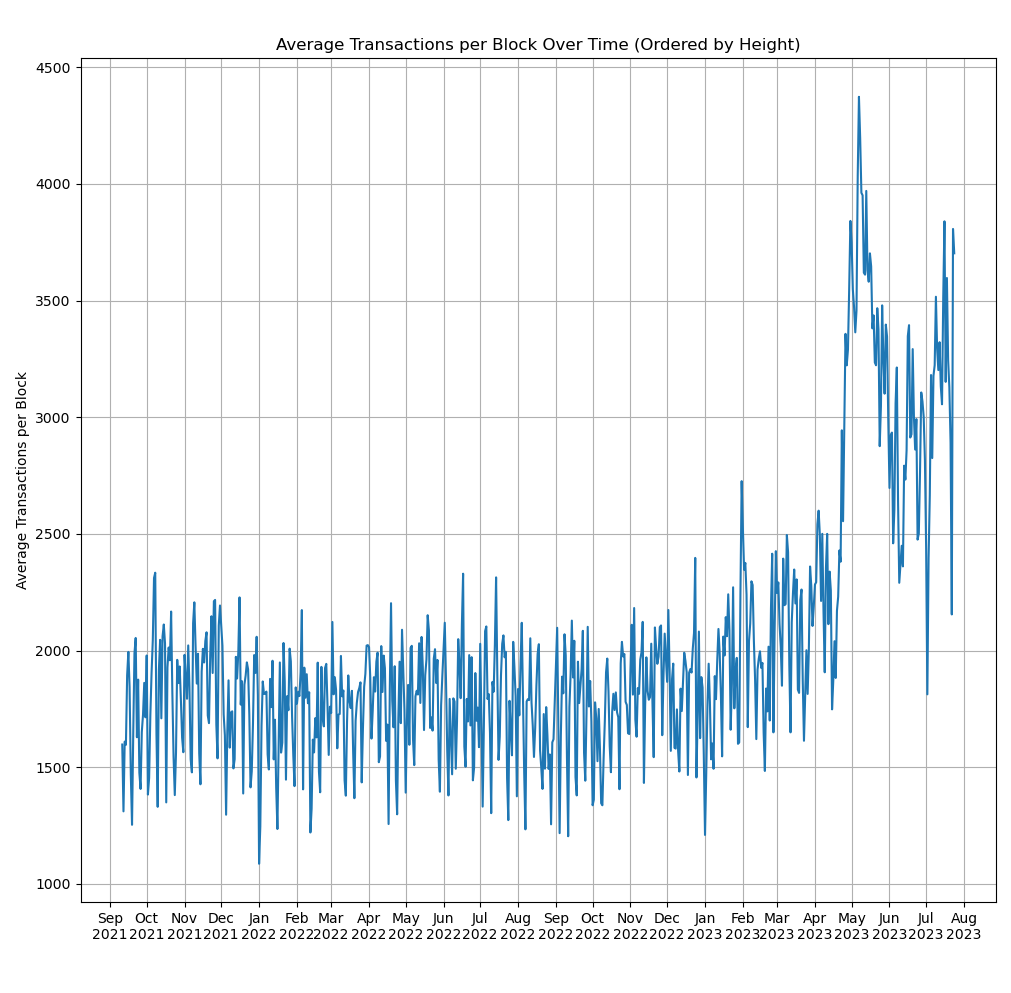 Average Transactions per Block Over Time (Ordered by Height)
4500
4000
3500
3000
2500
2000
1500
1000
Average Transactions per Block
Sep Oct Nov Dec Jan Feb Mar Apr May Jun Jul Aug Sep Oct Nov Dec Jan Feb Mar Apr May Jun Jul Aug
2021 2021 2021 2021 2022 2022 2022 2022 2022 2022 2022 2022 2022 2022 2022 2022 2023 2023 2023 2023 2023 2023 2023 2023